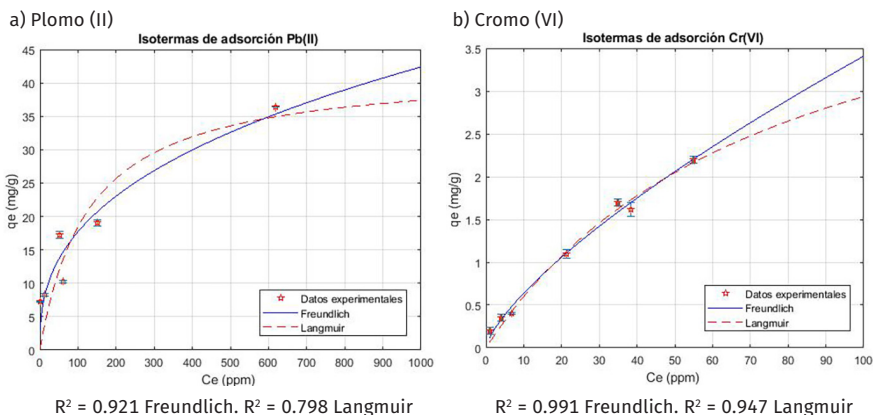 a) Plomo (II)
Isotermas de adsorción Pb(II)
45
40
35
30
25
20
15
10
5
0
qe (mg/g)
Datos experimentales
Freundlich
Langmuir
0 100 200 300 400 500 600 700 800 900 1000
Ce (ppm)
R² = 0.921 Freundlich. R² = 0.798 Langmuir
b) Cromo (VI)
Isotermas de adsorción Cr(VI)
3.5
3
2.5
2
1.5
1
0.5
0
qe (mg/g)
Datos experimentales
Freundlich
Langmuir
0 10 20 30 40 50 60 70 80 90 100
Ce (ppm)
R² = 0.991 Freundlich. R² = 0.947 Langmuir